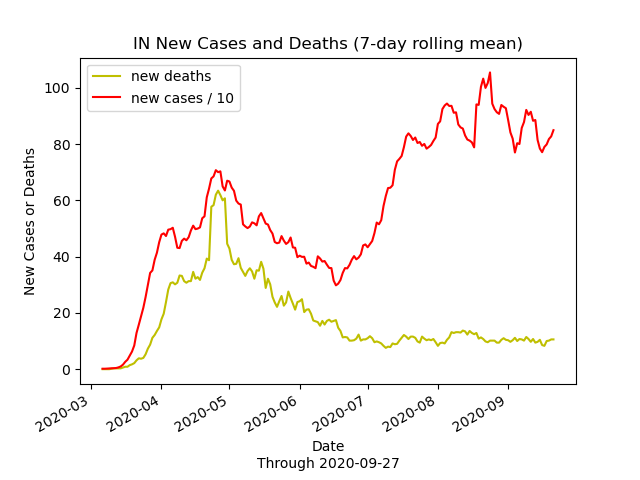 IN New Cases and Deaths (7-day rolling mean)
new deaths
new cases / 10
New Cases or Deaths
100
80
60
40
20
0
2020-03
2020-04
2020-05
2020-06
2020-07
2020-08
2020-09
Date
Through 2020-09-27